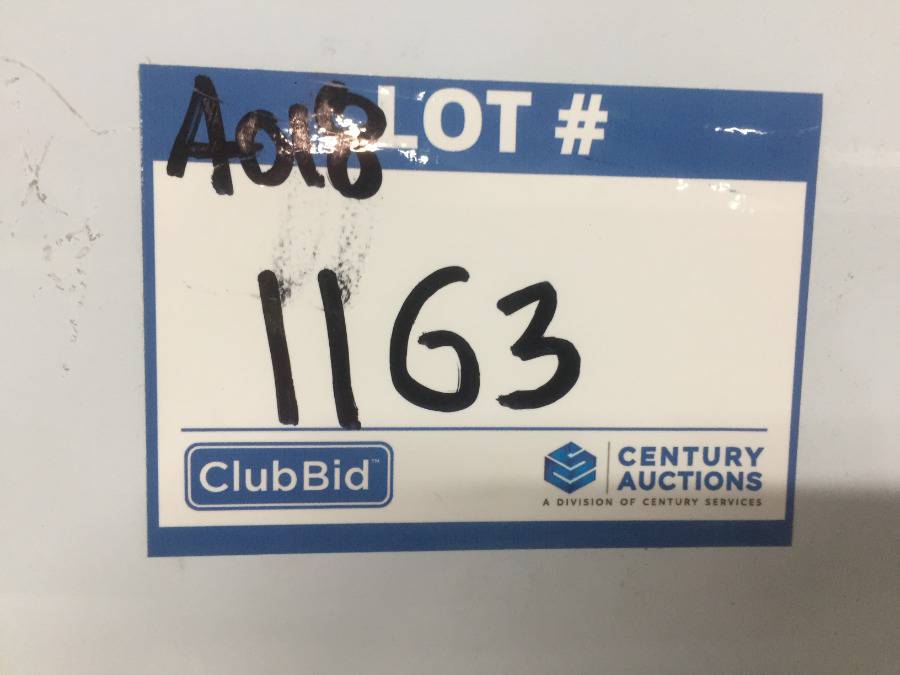 A018 LOT #
1163
ClubBid™
CENTURY
AUCTIONS
A DIVISION OF CENTURY SERVICES